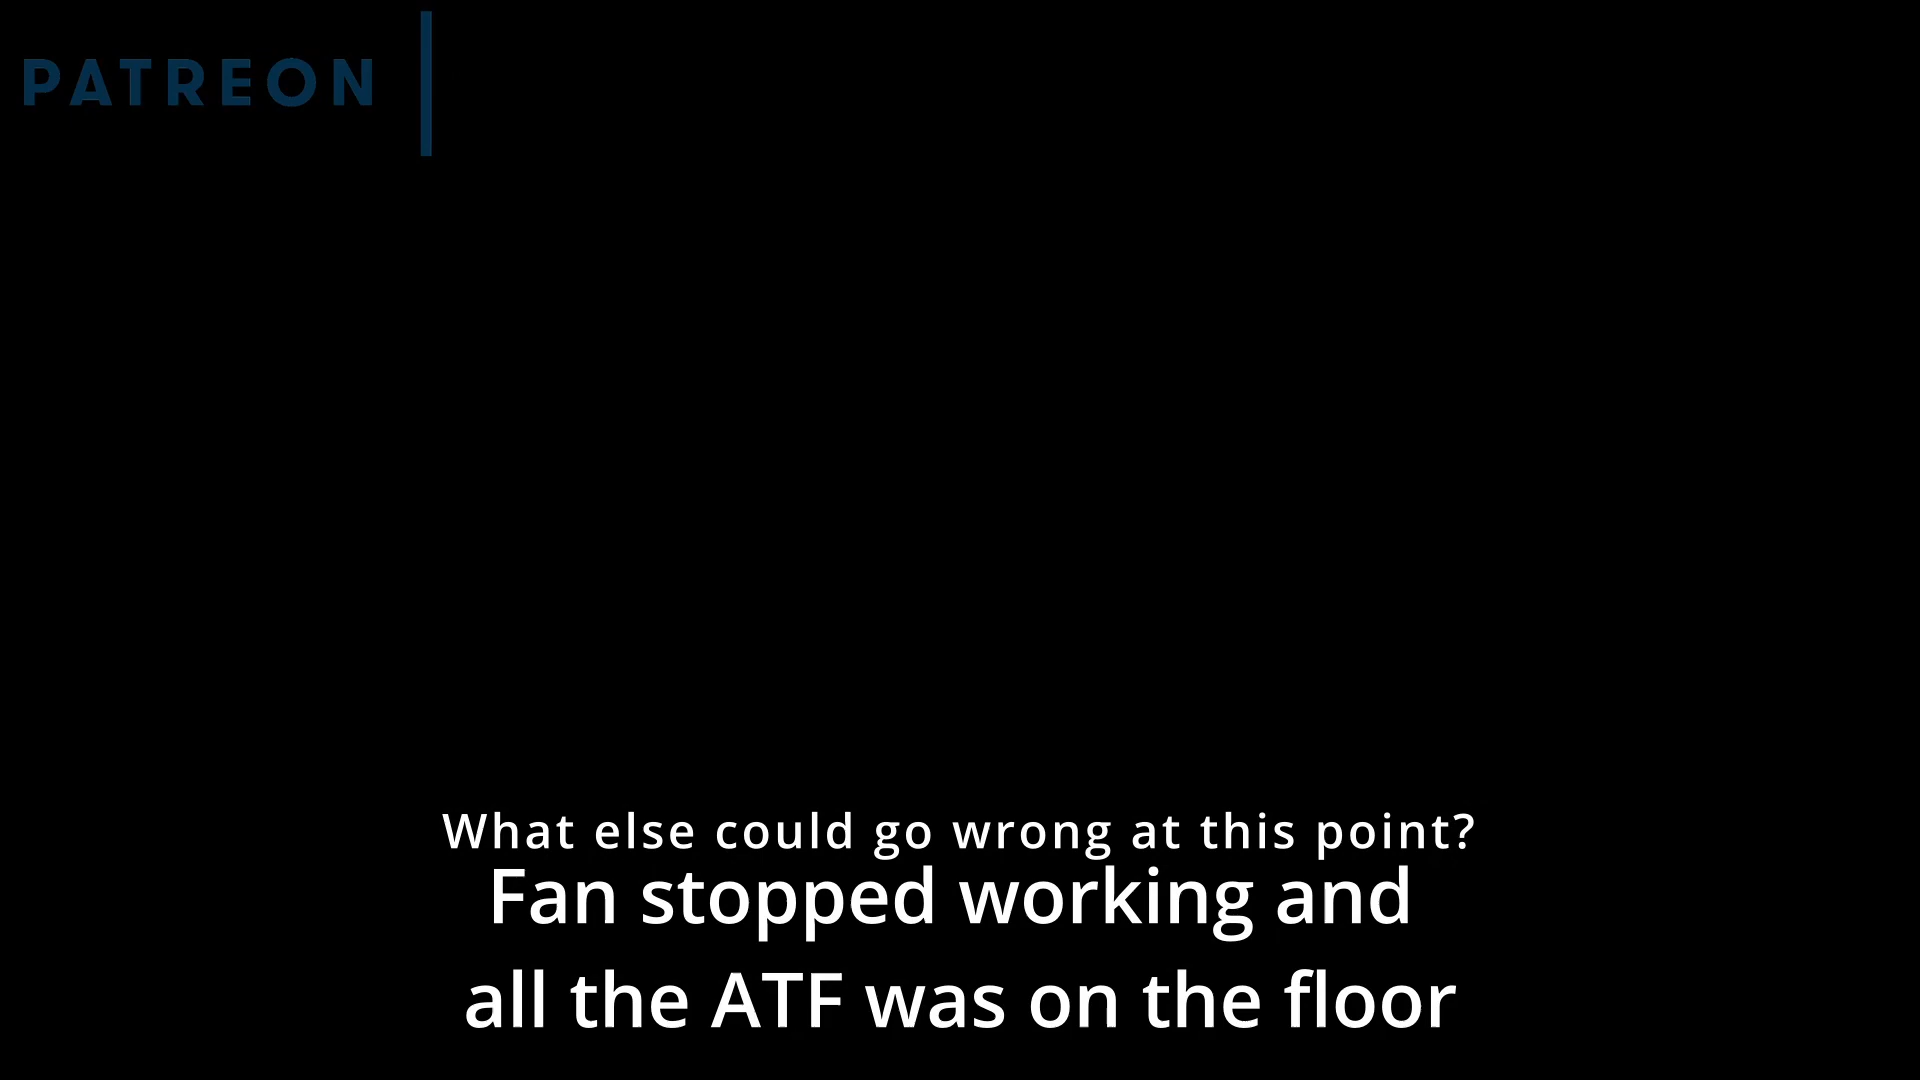 PATREON
What else could go wrong at this point?
Fan stopped working and
all the ATF was on the floor